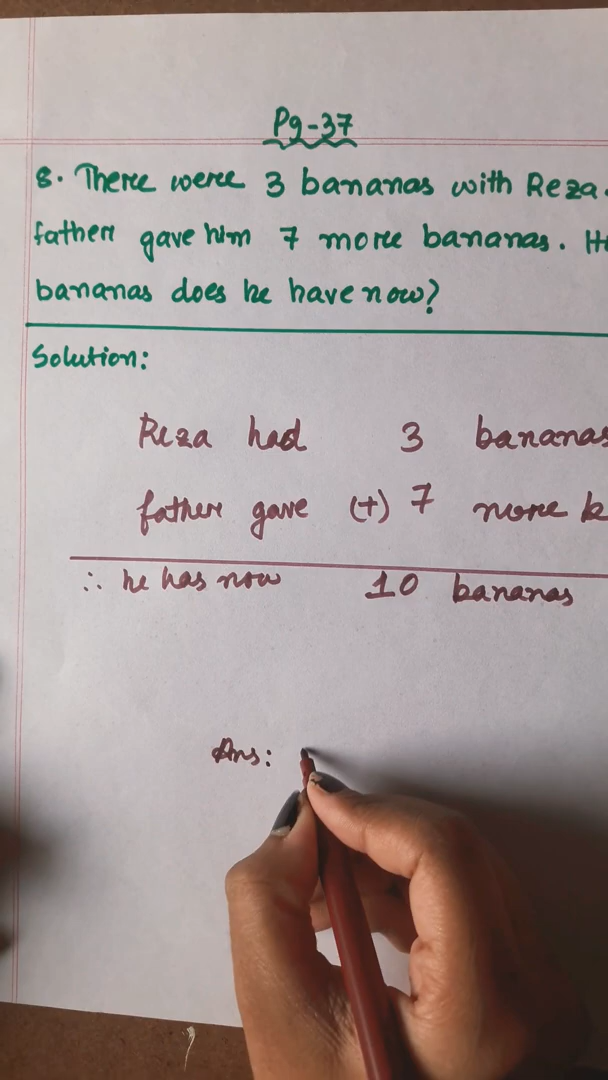 Pg-37
8. There were 3 bananas with Reza.
father gave him 7 more bananas.
bananas does he have now?
Solution:
Reza had 3 bananas
father gave (+) 7 more
∴ he has now 10 bananas
Ans: